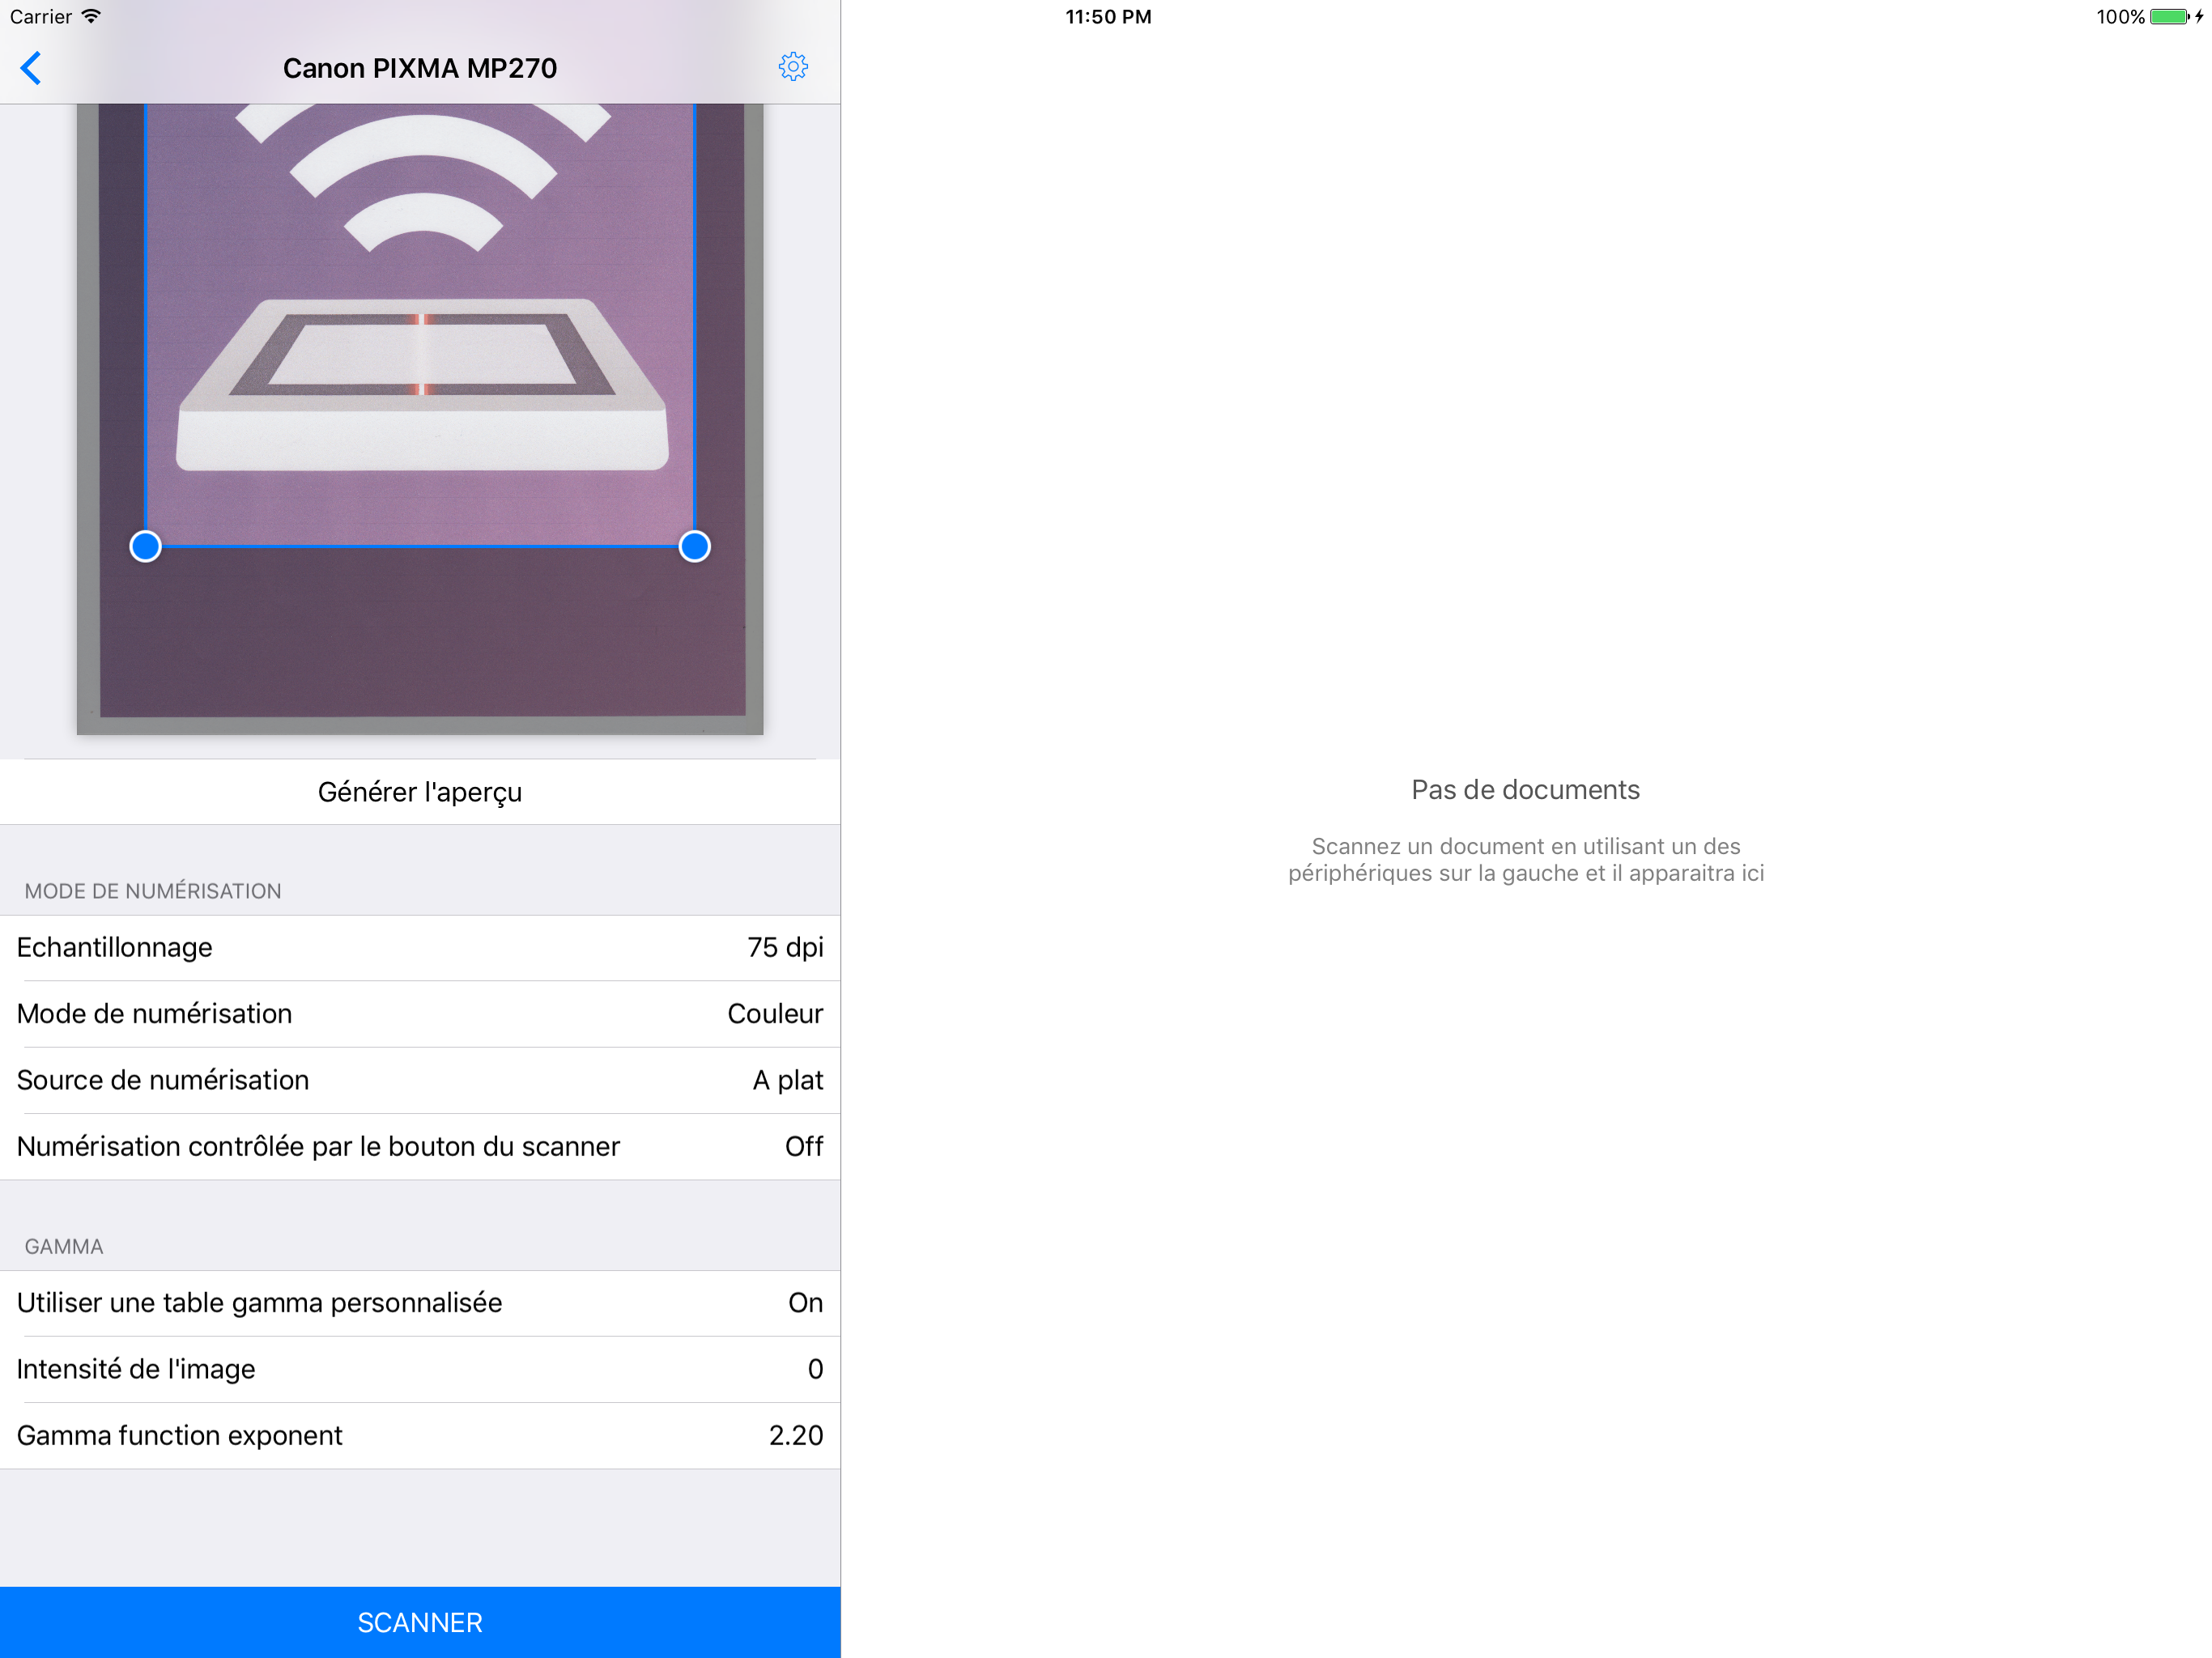 Carrier
11:50 PM
100%
Canon PIXMA MP270
Générer l'aperçu
MODE DE NUMÉRISATION
Echantillonnage 75 dpi
Mode de numérisation Couleur
Source de numérisation A plat
Numérisation contrôlée par le bouton du scanner Off
GAMMA
Utiliser une table gamma personnalisée On
Intensité de l'image 0
Gamma function exponent 2.20
SCANNER
Pas de documents
Scannez un document en utilisant un des
périphériques sur la gauche et il apparaitra ici